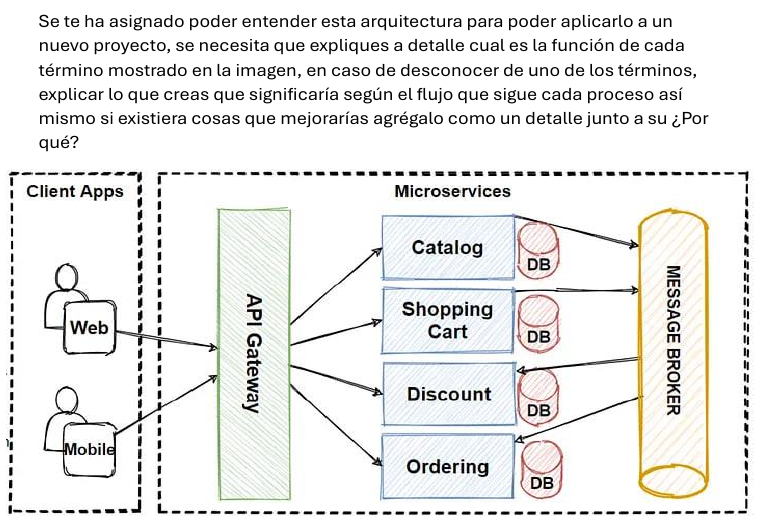 Se te ha asignado poder entender esta arquitectura para poder aplicarlo a un
nuevo proyecto, se necesita que expliques a detalle cual es la función de cada
término mostrado en la imagen, en caso de desconocer de uno de los términos,
explicar lo que creas que significaría según el flujo que sigue cada proceso así
mismo si existiera cosas que mejorarías agrégalo como un detalle junto a su ¿Por
qué?
Client Apps
Microservices
Web
Mobile
API Gateway
Catalog
DB
Shopping
Cart
DB
Discount
DB
Ordering
DB
MESSAGE BROKER